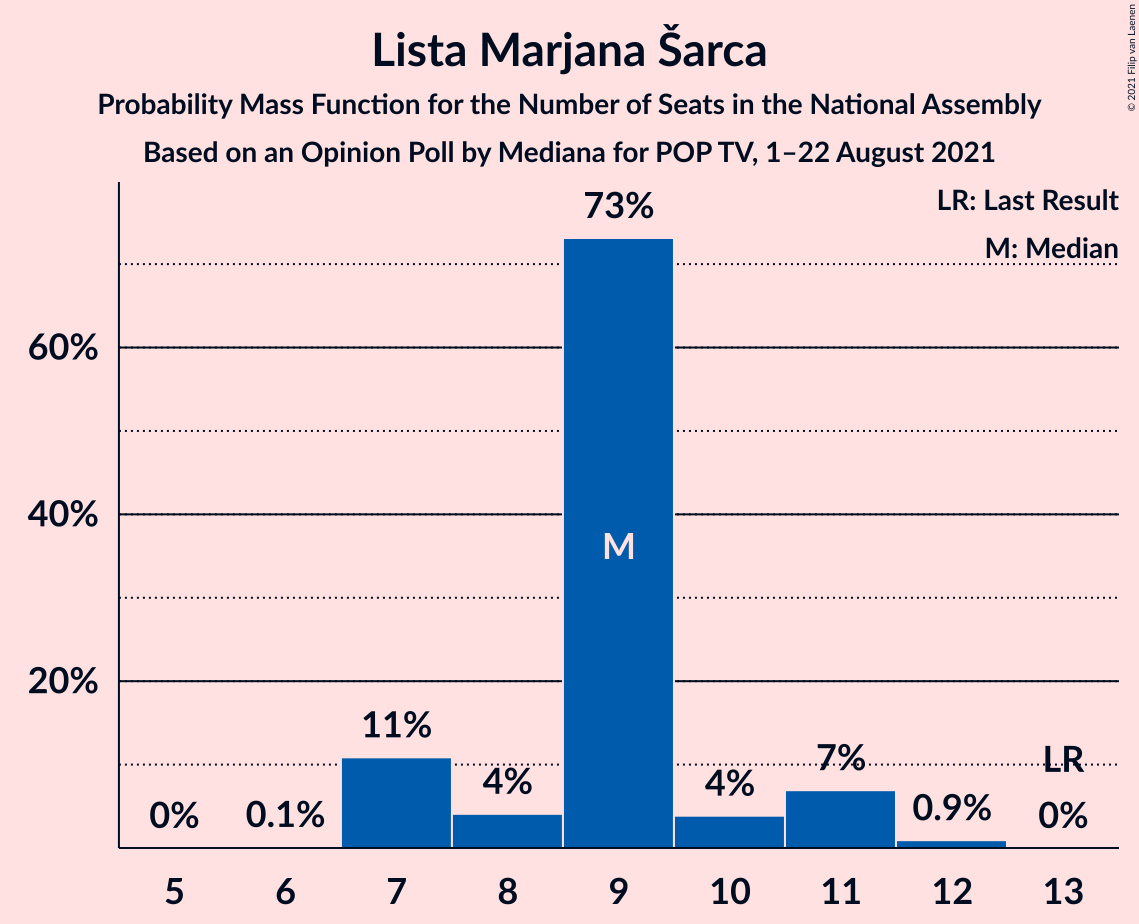 Lista Marjana Šarca
Probability Mass Function for the Number of Seats in the National Assembly
Based on an Opinion Poll by Mediana for POP TV, 1–22 August 2021
© 2021 Filip van Laenen
LR: Last Result
M: Median
73%
60%
40%
20%
M
11%
4%
4%
7%
LR
0%
0.1%
0.9%
0%
5 6 7 8 9 10 11 12 13